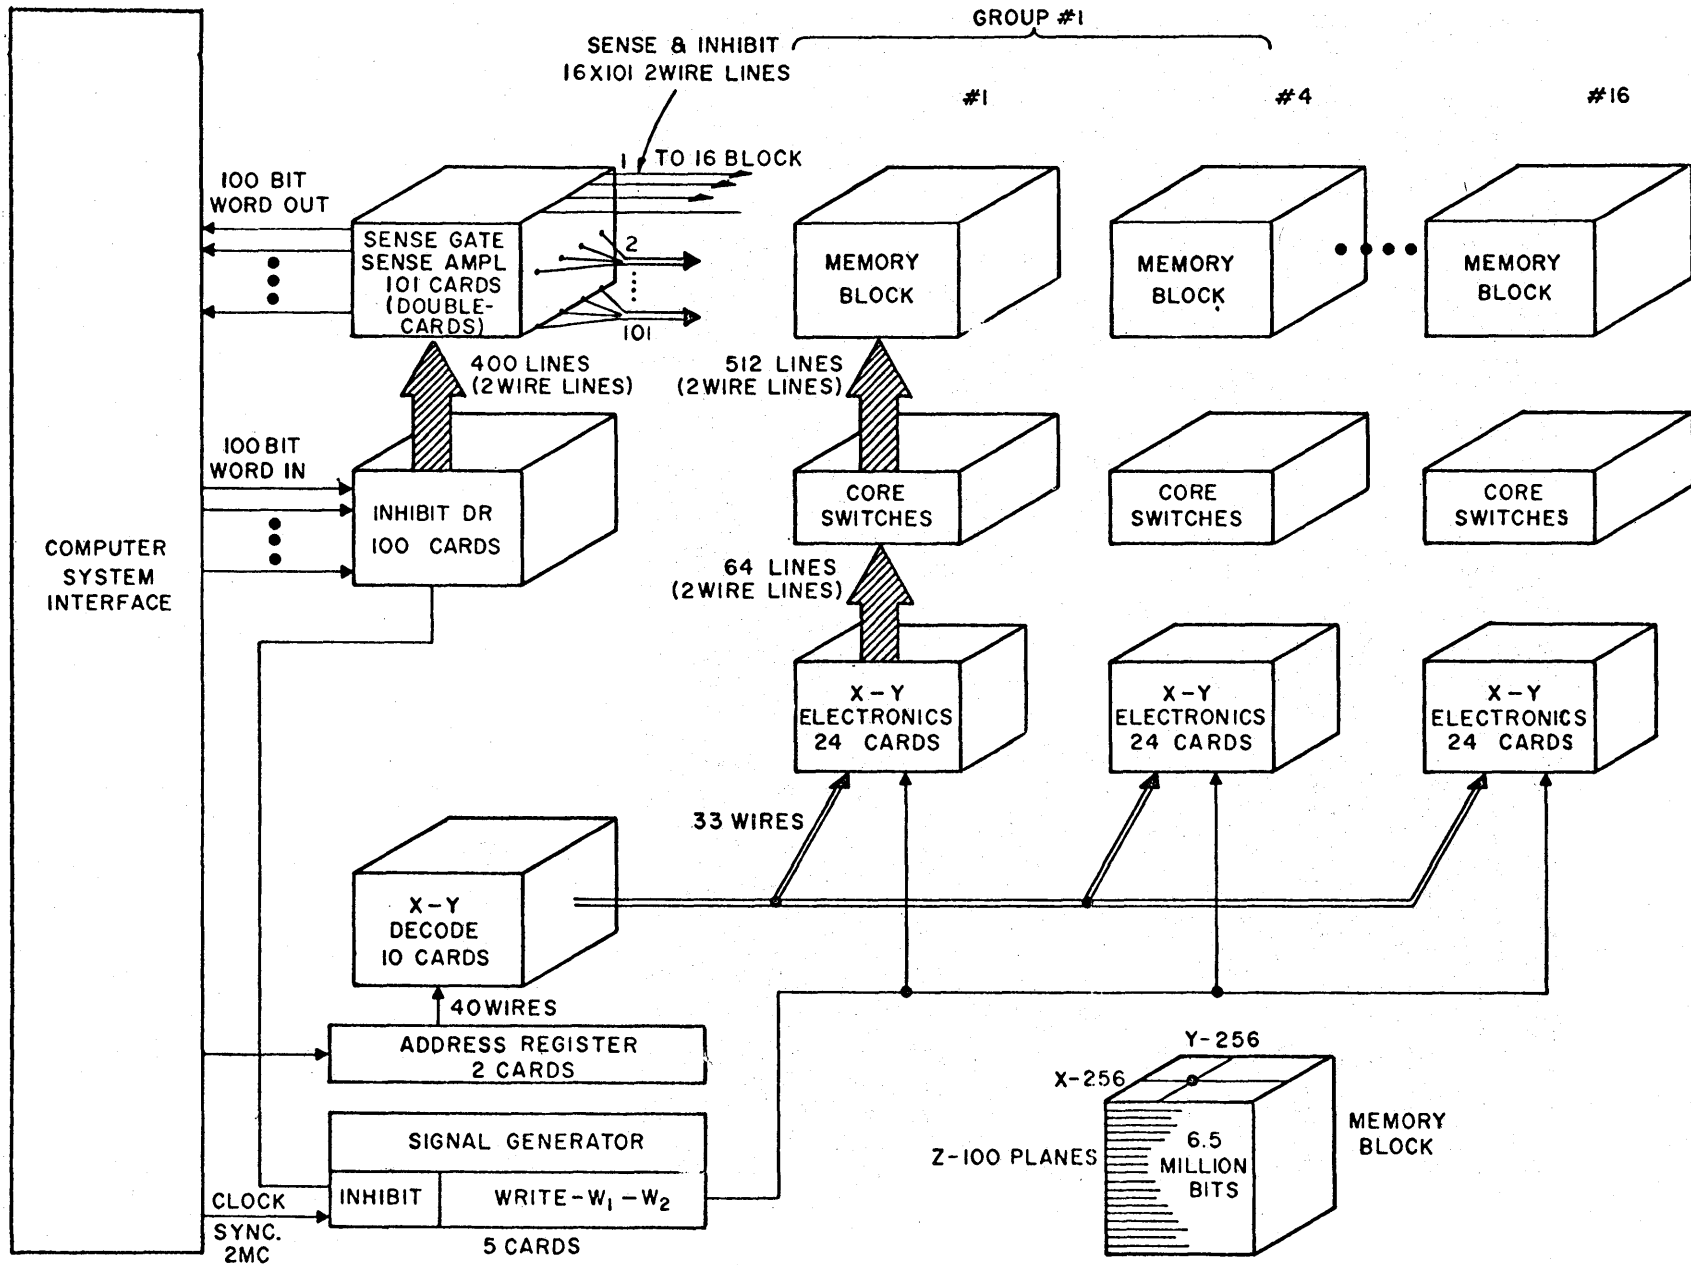 GROUP #1
SENSE & INHIBIT
16X101 2WIRE LINES
#1
#4
#16
1 TO 16 BLOCK
100 BIT
WORD OUT
SENSE GATE
SENSE AMPL
101 CARDS
(DOUBLE-
CARDS)
2
101
MEMORY
BLOCK
MEMORY
BLOCK
MEMORY
BLOCK
400 LINES
(2WIRE LINES)
512 LINES
(2WIRE LINES)
100 BIT
WORD IN
INHIBIT DR
100 CARDS
CORE
SWITCHES
CORE
SWITCHES
CORE
SWITCHES
COMPUTER
SYSTEM
INTERFACE
64 LINES
(2WIRE LINES)
X-Y
ELECTRONICS
24 CARDS
X-Y
ELECTRONICS
24 CARDS
X-Y
ELECTRONICS
24 CARDS
33 WIRES
X-Y
DECODE
10 CARDS
40WIRES
ADDRESS REGISTER
2 CARDS
SIGNAL GENERATOR
INHIBIT
WRITE-W1-W2
5 CARDS
CLOCK
SYNC.
2MC
Y-256
X-256
Z-100 PLANES
6.5
MILLION
BITS
MEMORY
BLOCK